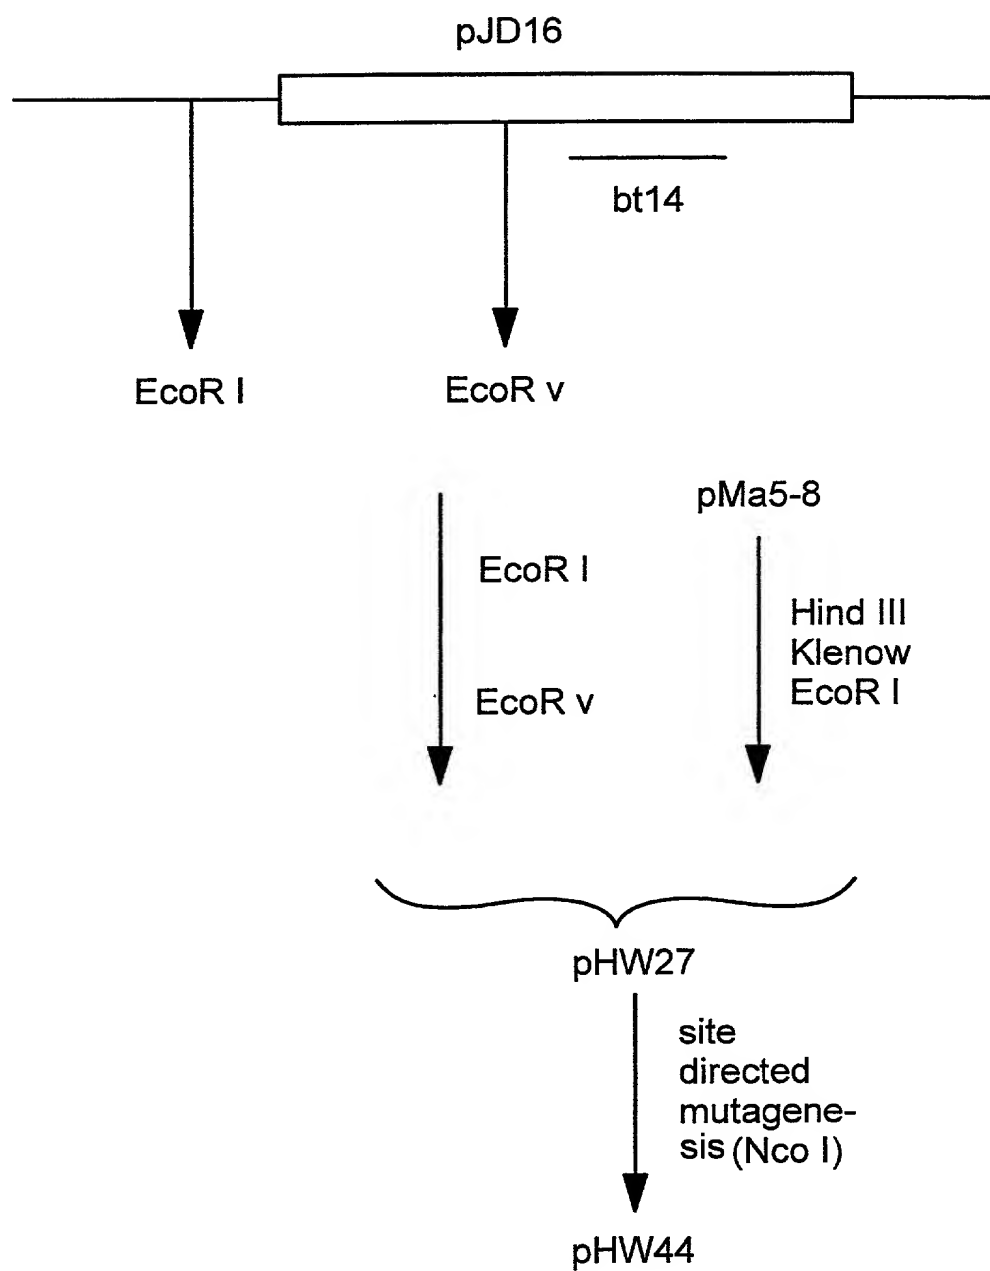 pJD16
bt14
EcoR I
EcoR v
EcoR I
EcoR v
pMa5-8
Hind III
Klenow
EcoR I
pHW27
site
directed
mutagene-
sis (Nco I)
pHW44